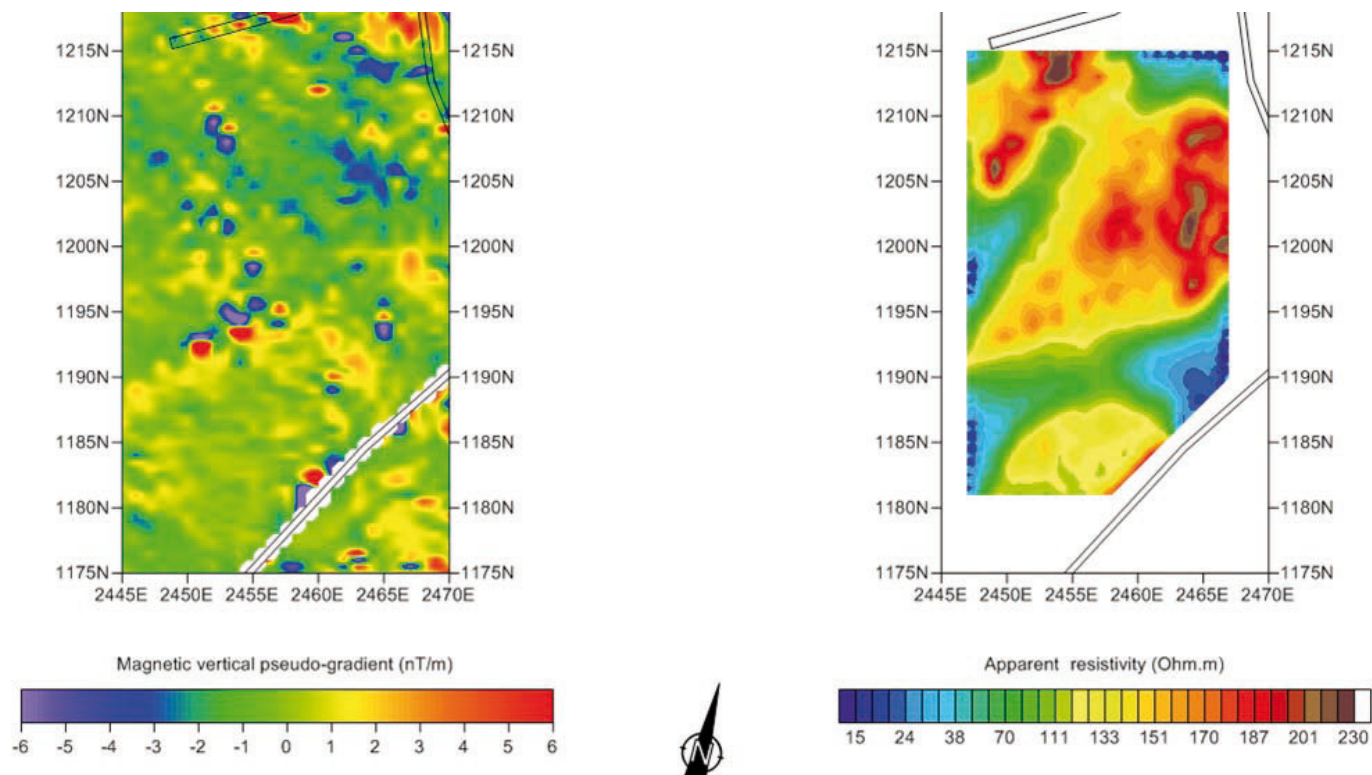 1215N 1215N 1215N 1215N
1210N 1210N 1210N 1210N
1205N 1205N 1205N 1205N
1200N 1200N 1200N 1200N
1195N 1195N 1195N 1195N
1190N 1190N 1190N 1190N
1185N 1185N 1185N 1185N
1180N 1180N 1180N 1180N
1175N 1175N 1175N 1175N
2445E 2450E 2455E 2460E 2465E 2470E 2445E 2450E 2455E 2460E 2465E 2470E
Magnetic vertical pseudo-gradient (nT/m)
-6 -5 -4 -3 -2 -1 0 1 2 3 4 5 6
N
Apparent resistivity (Ohm.m)
15 24 38 70 111 133 151 170 187 201 230